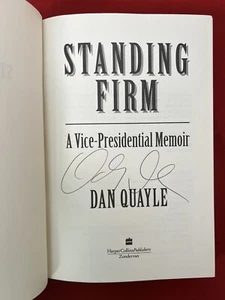 STANDING
FIRM
A Vice-Presidential Memoir
DAN QUAYLE
HarperCollinsPublishers
Zondervan